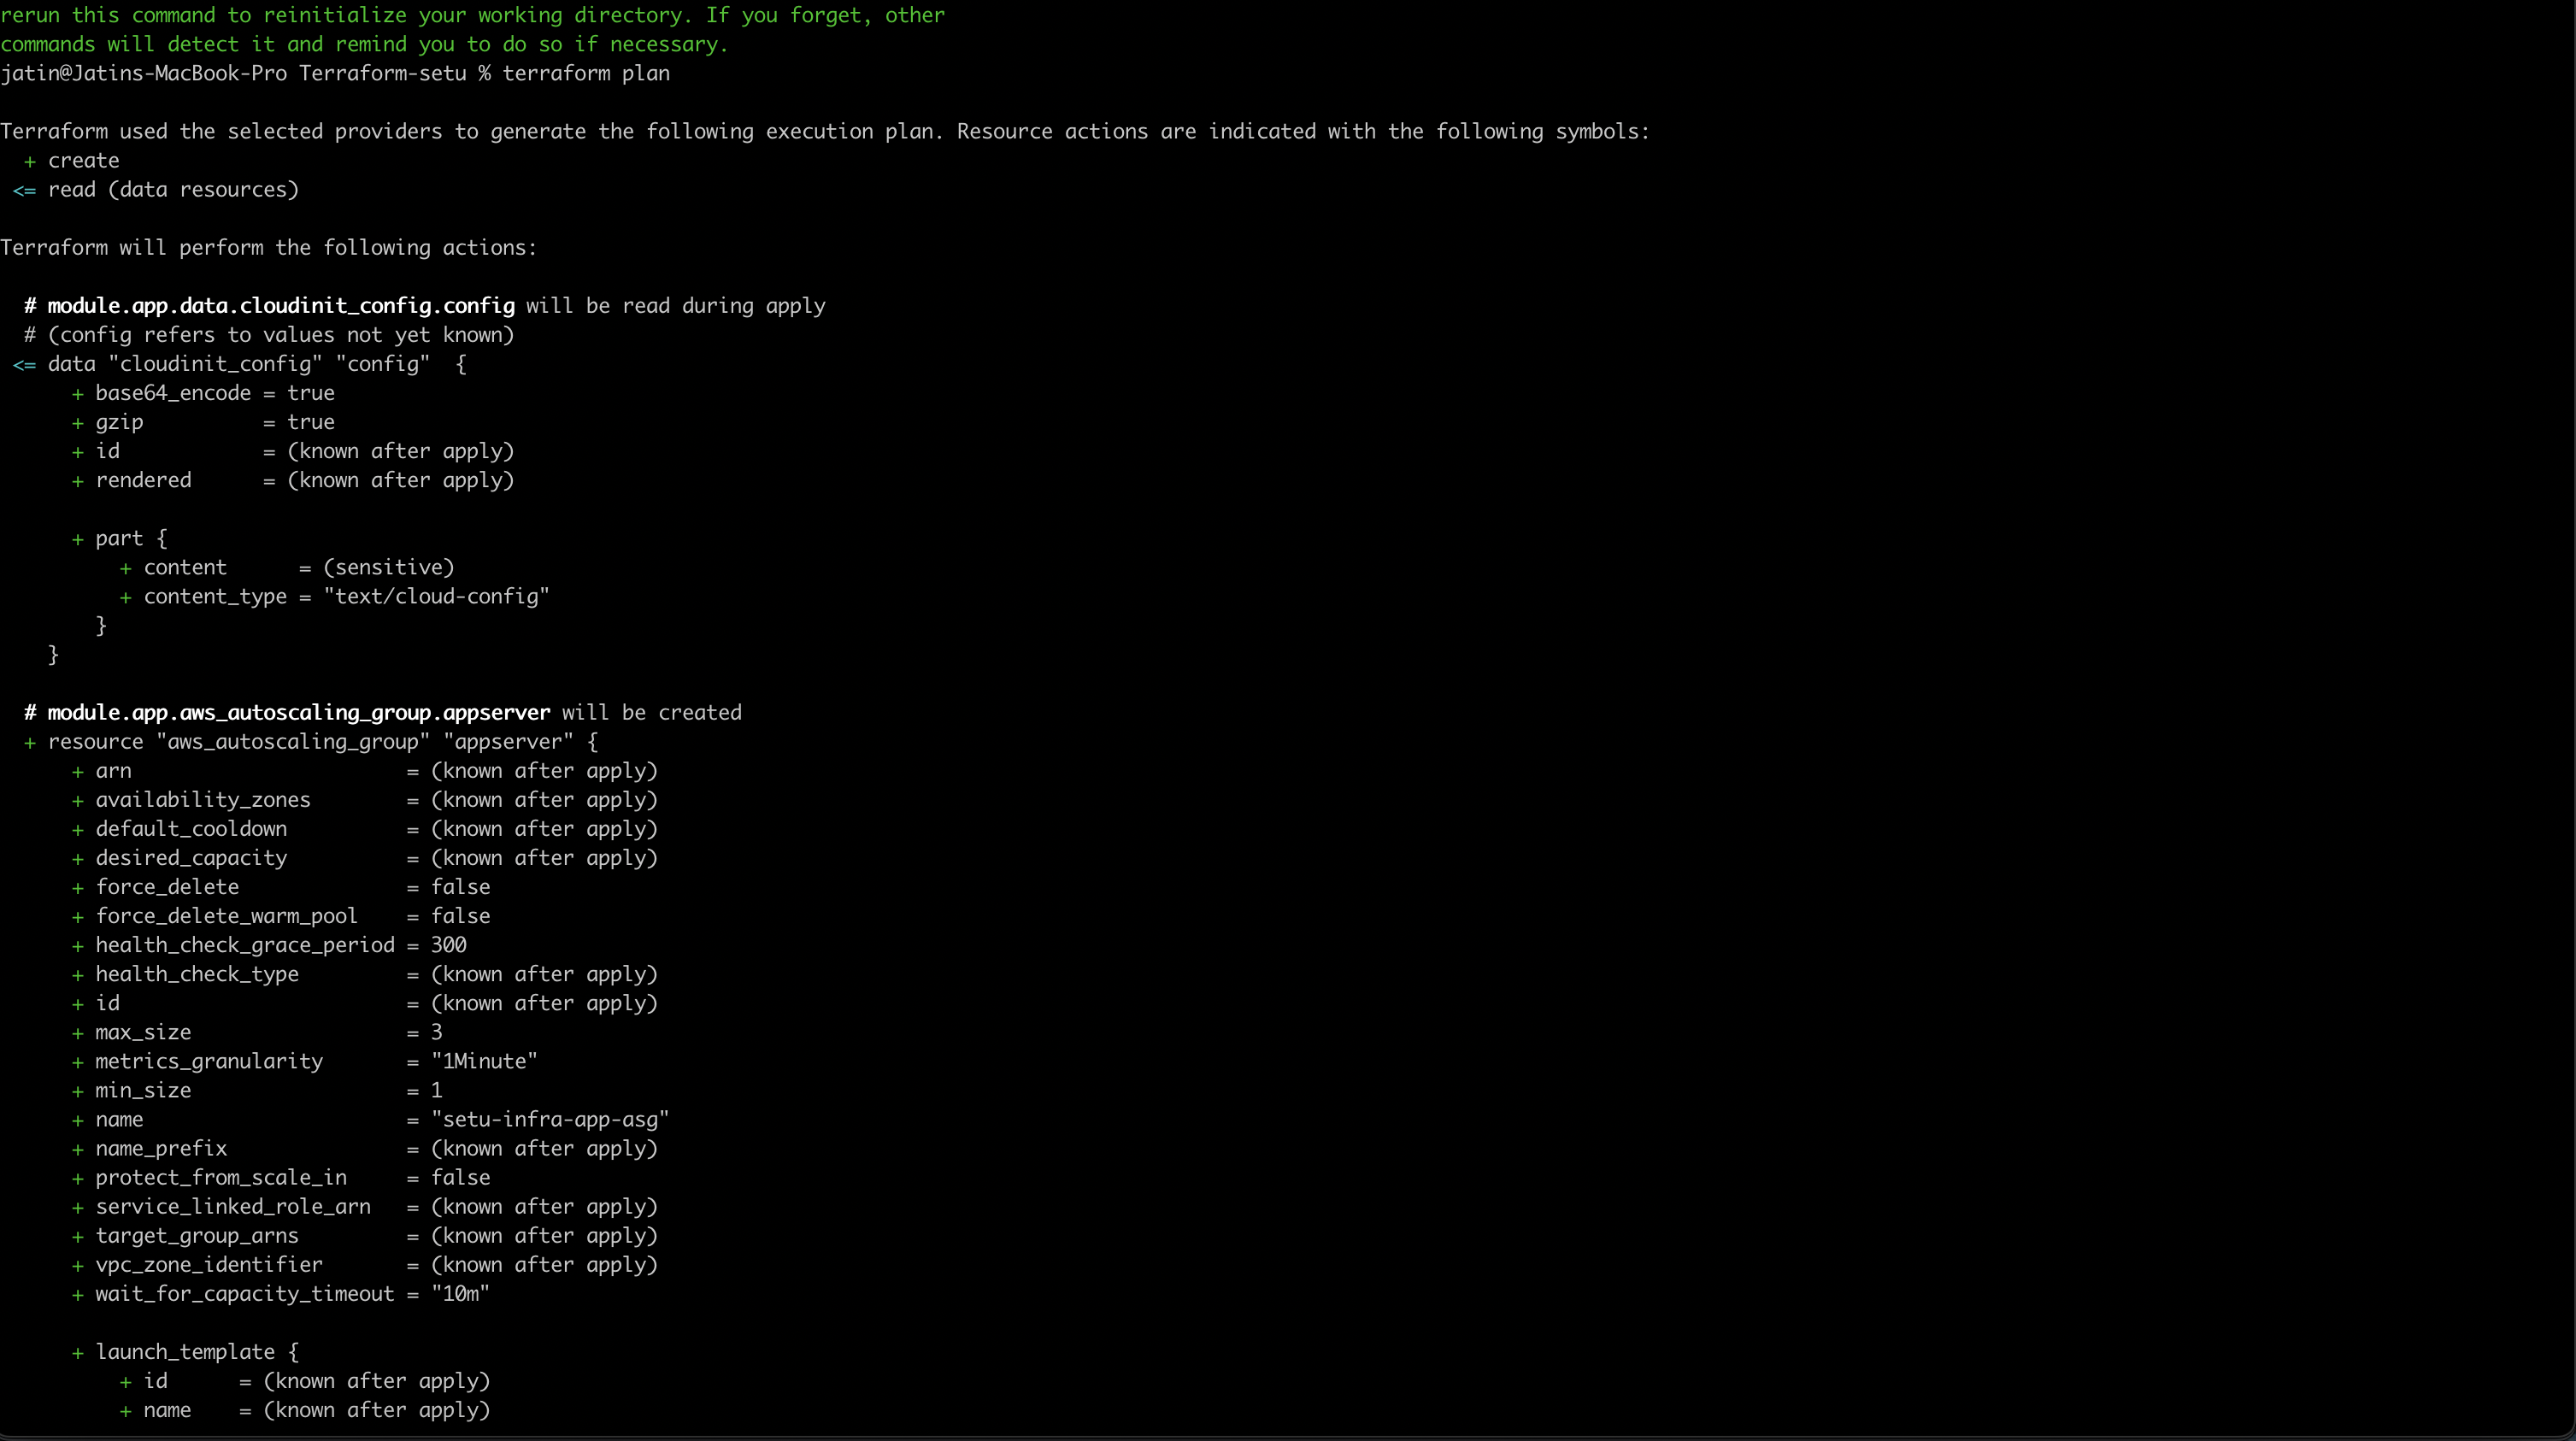 rerun this command to reinitialize your working directory. If you forget, other
commands will detect it and remind you to do so if necessary.
jatin@Jatins-MacBook-Pro Terraform-setu % terraform plan
Terraform used the selected providers to generate the following execution plan. Resource actions are indicated with the following symbols:
  + create
 <= read (data resources)
Terraform will perform the following actions:
  # module.app.data.cloudinit_config.config will be read during apply
  # (config refers to values not yet known)
 <= data "cloudinit_config" "config"  {
      + base64_encode = true
      + gzip          = true
      + id            = (known after apply)
      + rendered      = (known after apply)
      + part {
          + content      = (sensitive)
          + content_type = "text/cloud-config"
        }
    }
  # module.app.aws_autoscaling_group.appserver will be created
  + resource "aws_autoscaling_group" "appserver" {
      + arn                       = (known after apply)
      + availability_zones        = (known after apply)
      + default_cooldown          = (known after apply)
      + desired_capacity          = (known after apply)
      + force_delete              = false
      + force_delete_warm_pool    = false
      + health_check_grace_period = 300
      + health_check_type         = (known after apply)
      + id                        = (known after apply)
      + max_size                  = 3
      + metrics_granularity       = "1Minute"
      + min_size                  = 1
      + name                      = "setu-infra-app-asg"
      + name_prefix               = (known after apply)
      + protect_from_scale_in     = false
      + service_linked_role_arn   = (known after apply)
      + target_group_arns         = (known after apply)
      + vpc_zone_identifier       = (known after apply)
      + wait_for_capacity_timeout = "10m"
      + launch_template {
          + id      = (known after apply)
          + name    = (known after apply)